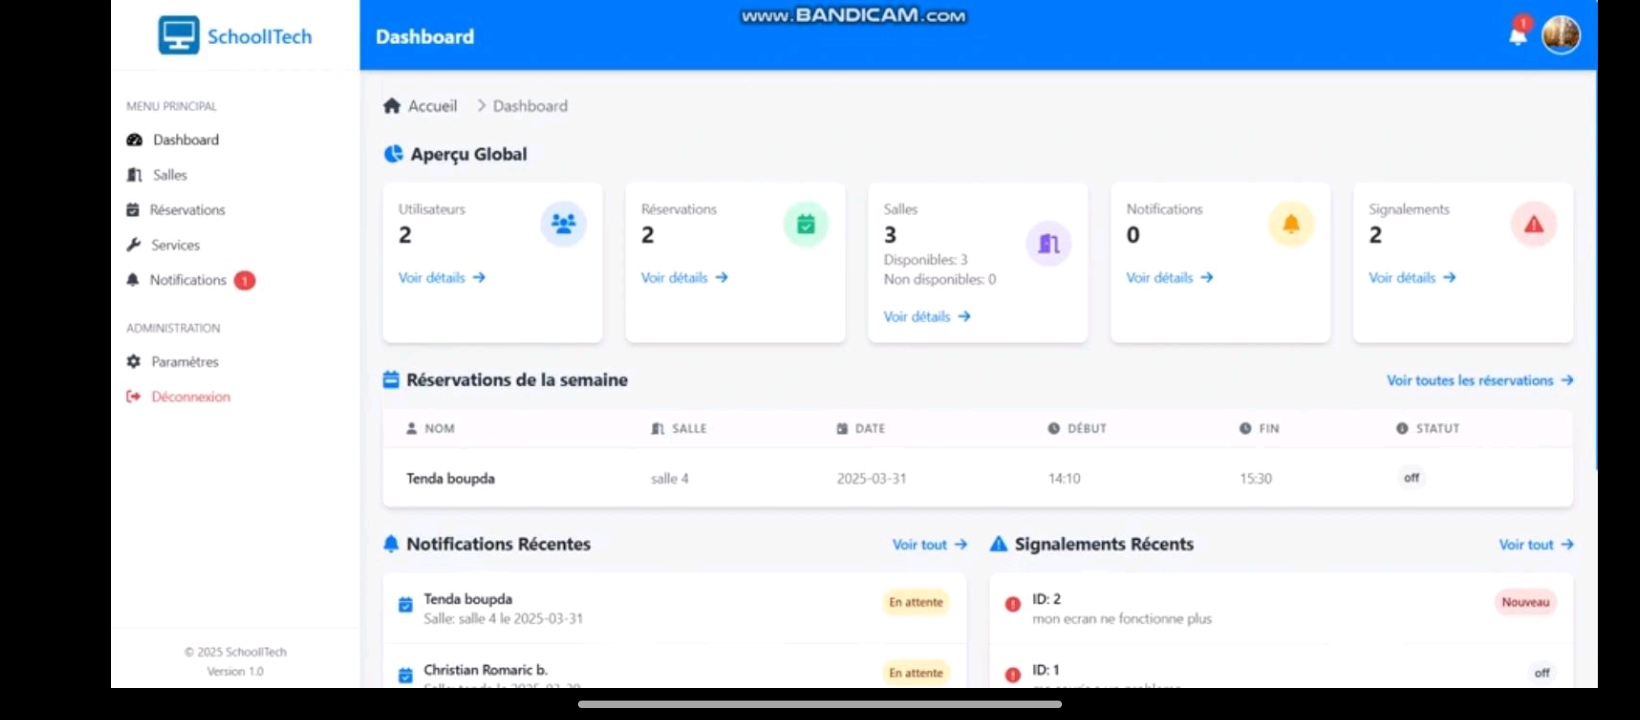 www.BANDICAM.com
SchoolITech
Dashboard
1
MENU PRINCIPAL
Dashboard
Salles
Réservations
Services
Notifications 1
ADMINISTRATION
Paramètres
Déconnexion
© 2025 SchoolITech
Version 1.0
Accueil > Dashboard
Aperçu Global
Utilisateurs
2
Voir détails →
Réservations
2
Voir détails →
Salles
3
Disponibles: 3
Non disponibles: 0
Voir détails →
Notifications
0
Voir détails →
Signalements
2
Voir détails →
Réservations de la semaine
Voir toutes les réservations →
NOM SALLE DATE DÉBUT FIN STATUT
Tenda boupda salle 4 2025-03-31 14:10 15:30 off
Notifications Récentes
Voir tout →
Tenda boupda
En attente
Salle: salle 4 le 2025-03-31
Christian Romaric b.
En attente
Signalements Récents
Voir tout →
ID: 2
Nouveau
mon ecran ne fonctionne plus
ID: 1
off